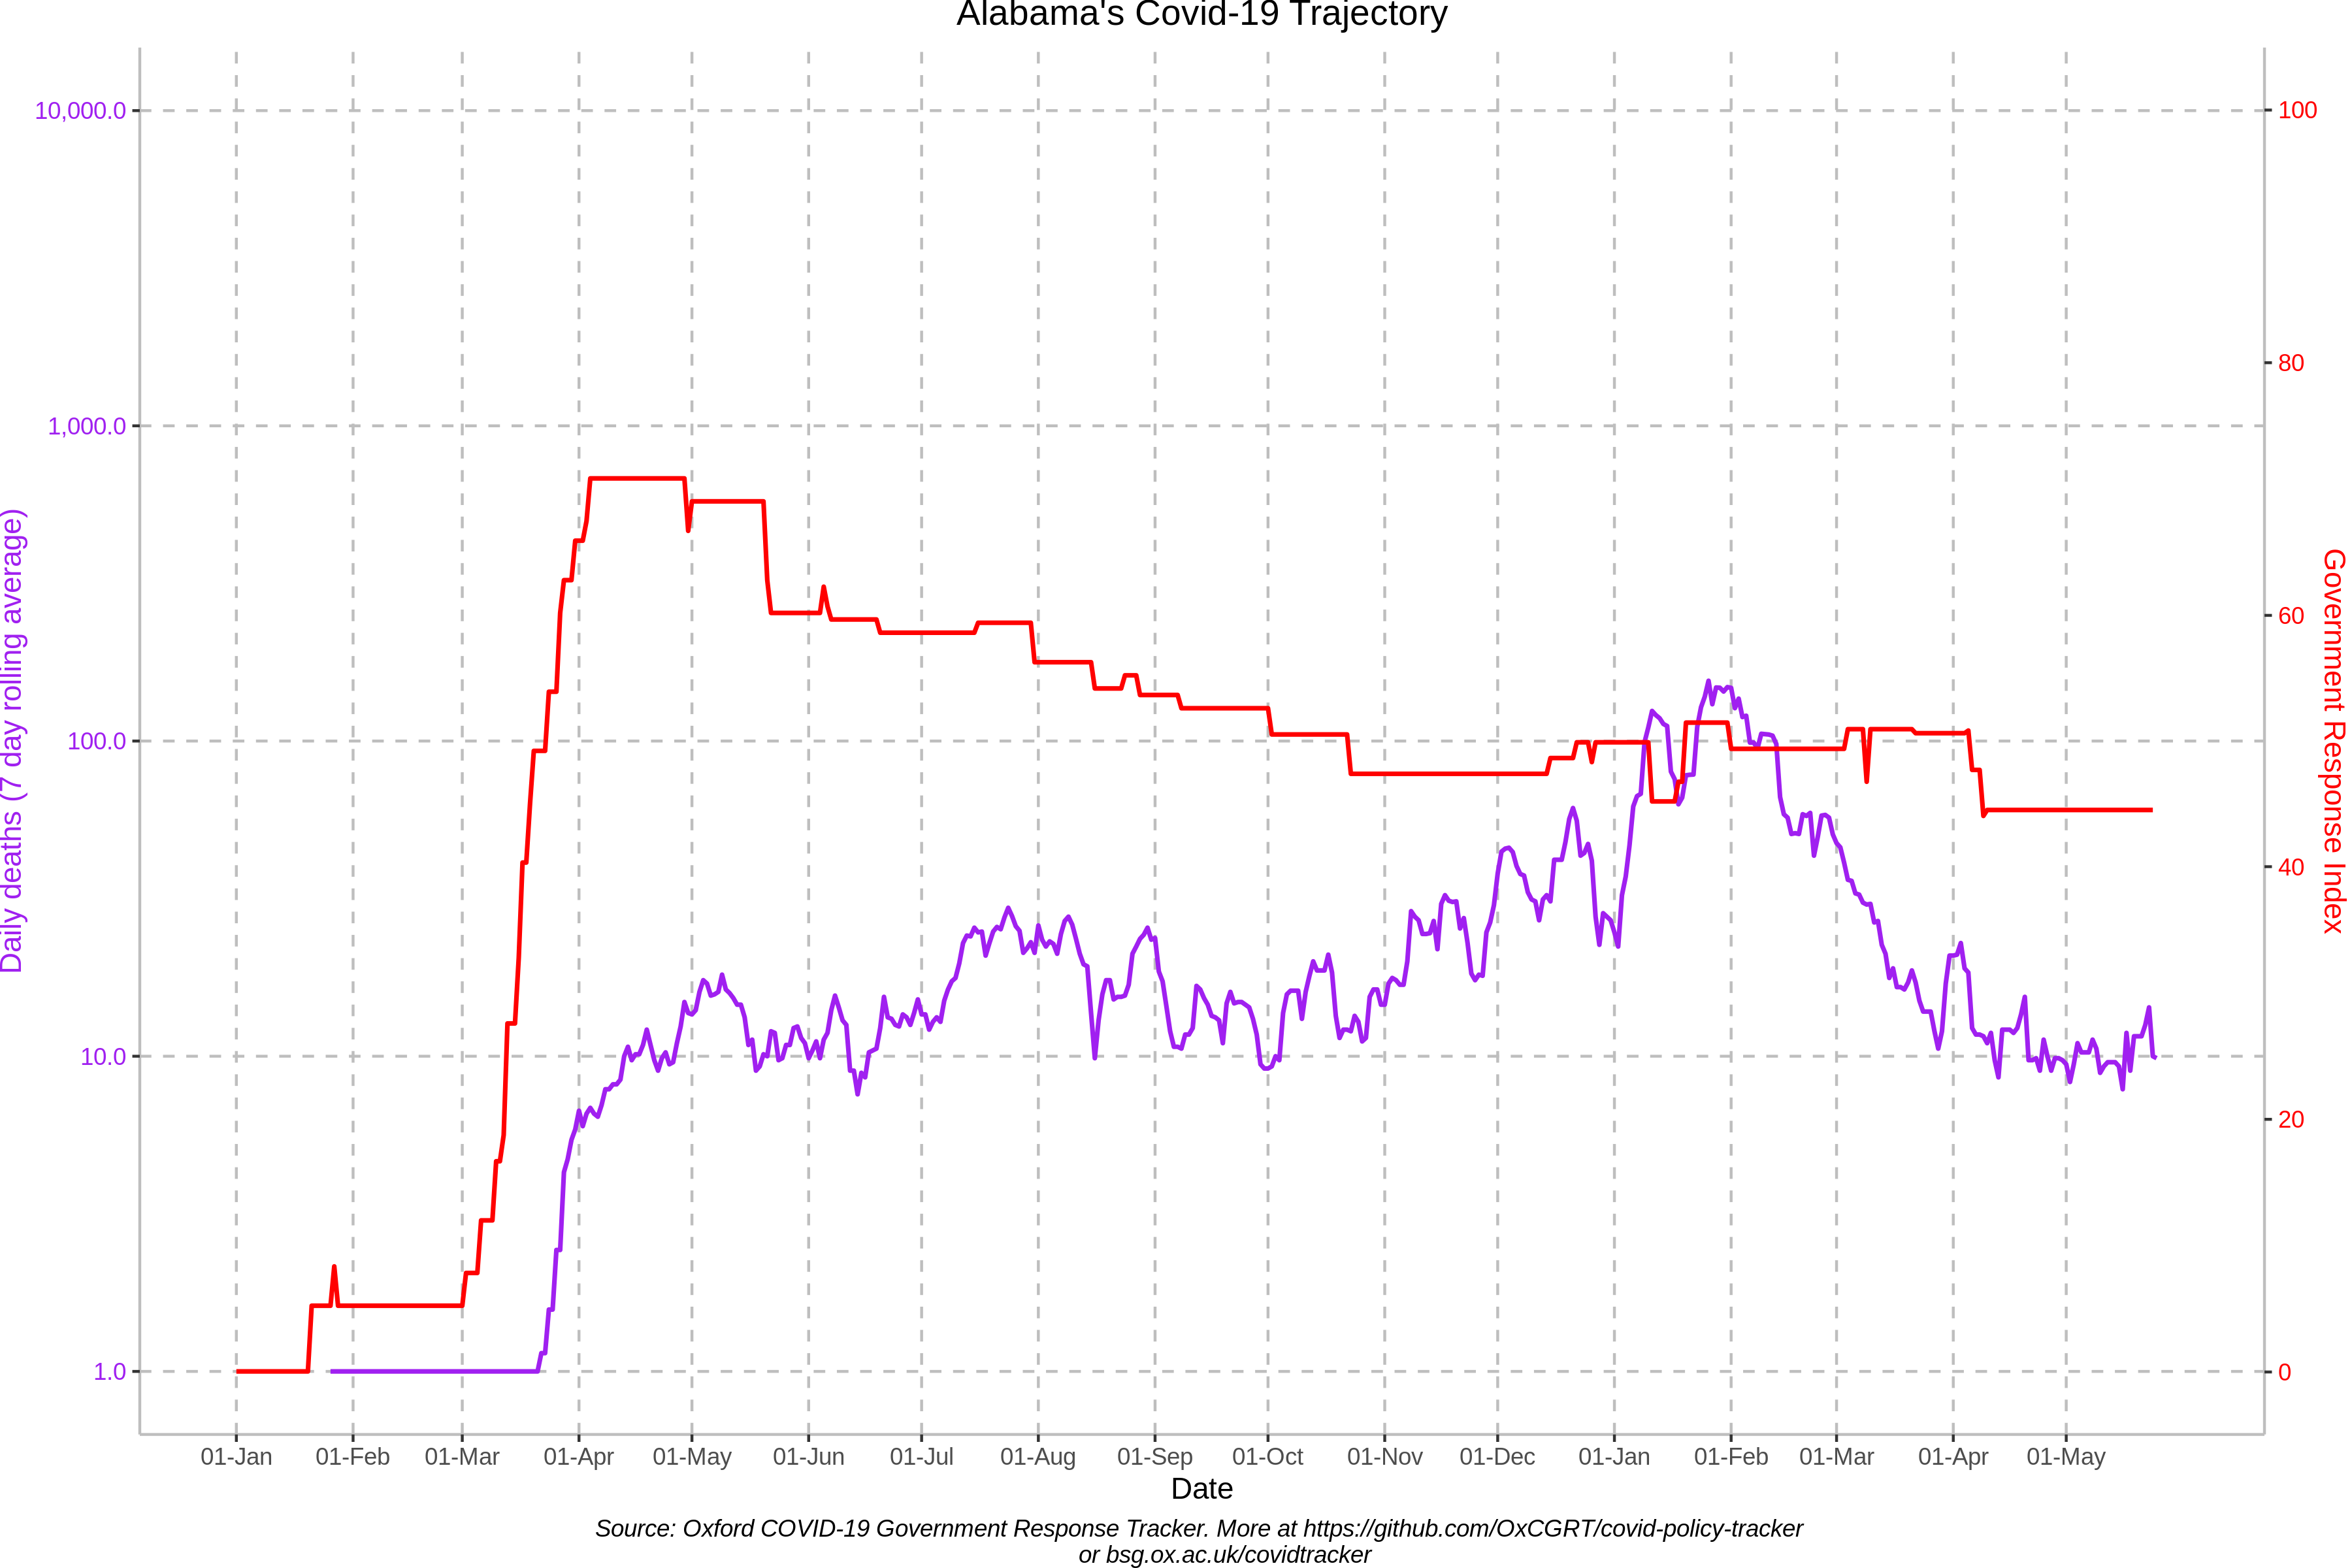 Alabama's Covid-19 Trajectory
10,000.0
1,000.0
100.0
10.0
1.0
Daily deaths (7 day rolling average)
100
80
60
40
20
0
Government Response Index
01-Jan 01-Feb 01-Mar 01-Apr 01-May 01-Jun 01-Jul 01-Aug 01-Sep 01-Oct 01-Nov 01-Dec 01-Jan 01-Feb 01-Mar 01-Apr 01-May
Date
Source: Oxford COVID-19 Government Response Tracker. More at https://github.com/OxCGRT/covid-policy-tracker
or bsg.ox.ac.uk/covidtracker